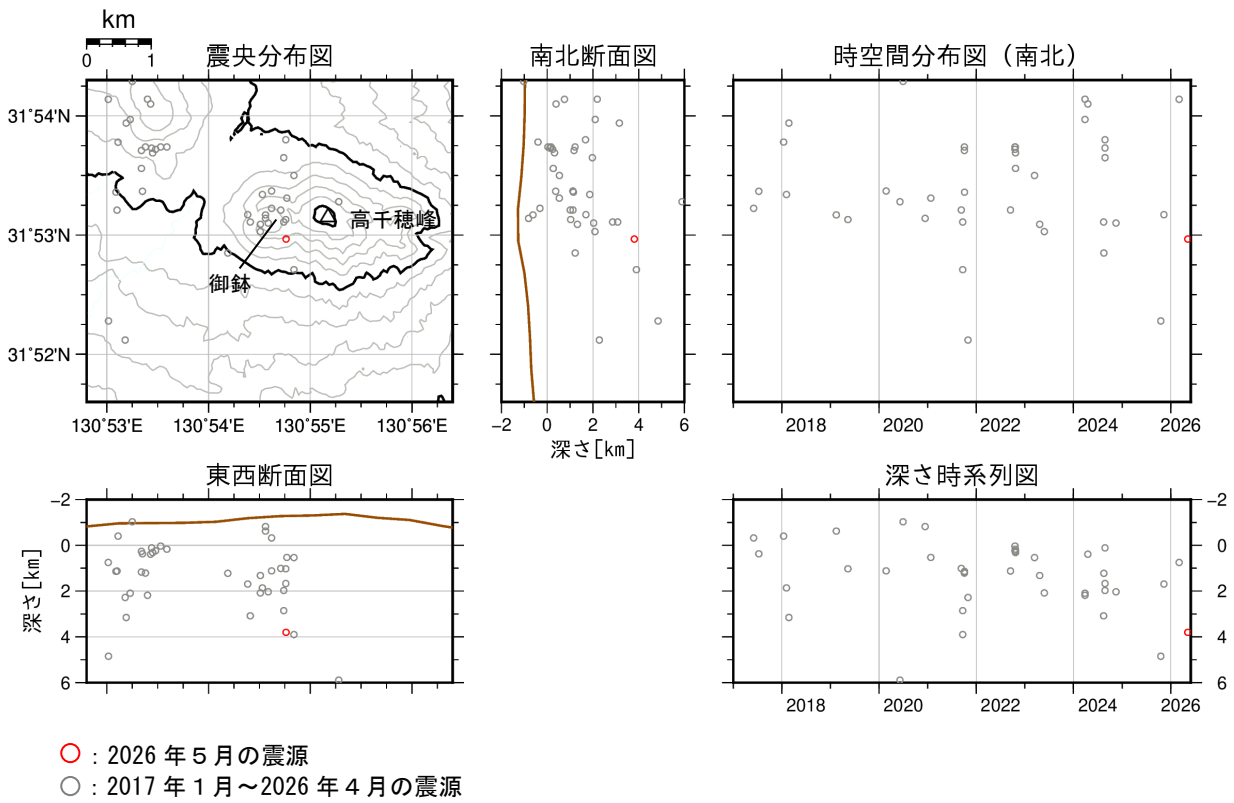 km
0 1
震央分布図
南北断面図
時空間分布図（南北）
31°54'N
31°53'N
31°52'N
高千穂峰
御鉢
130°53'E 130°54'E 130°55'E 130°56'E
−2 0 2 4 6
深さ[km]
2018 2020 2022 2024 2026
東西断面図
深さ時系列図
深さ[km]
−2
0
2
4
6
−2
0
2
4
6
2018 2020 2022 2024 2026
：2026 年５月の震源
：2017 年１月～2026 年４月の震源